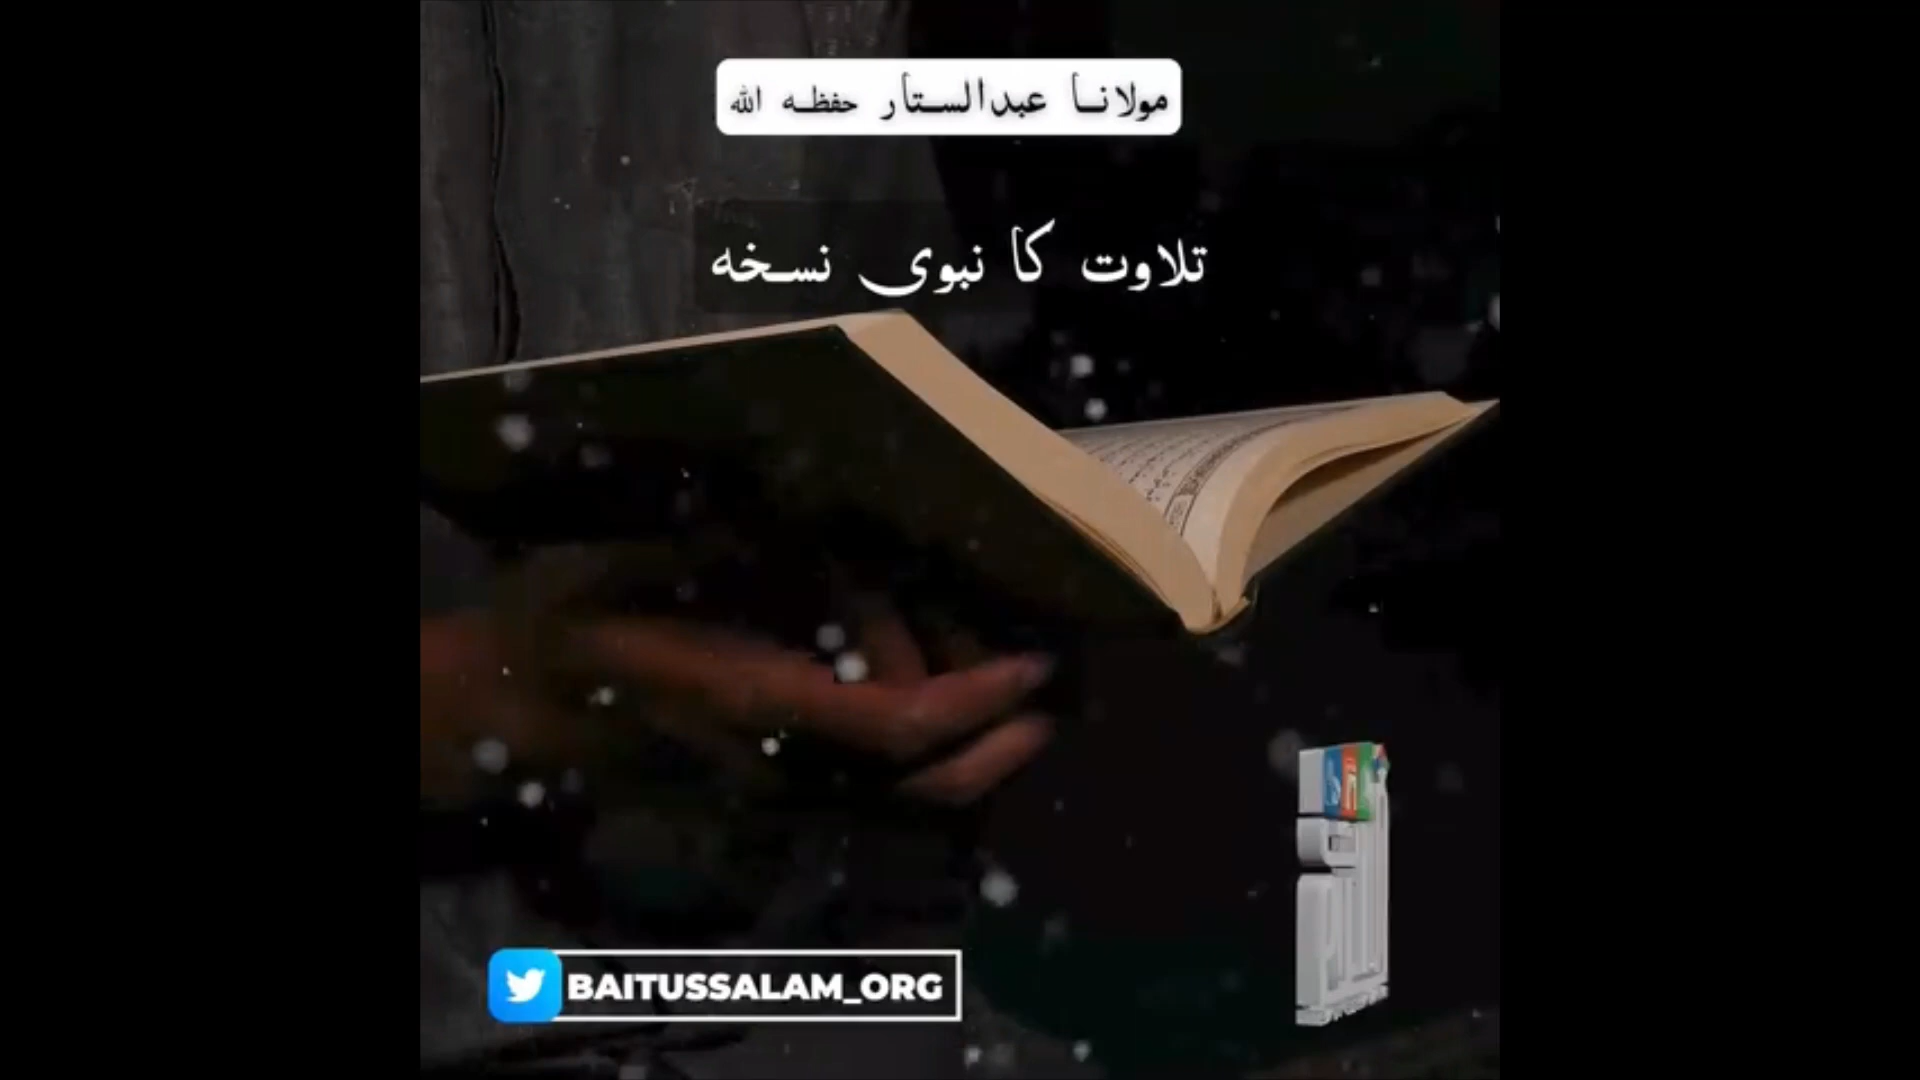 مولانا عبدالستار حفظہ اللہ
تلاوت کا نبوی نسخہ
BAITUSSALAM_ORG